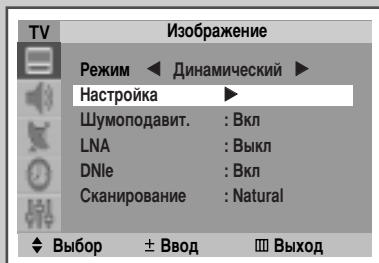 TV Изображение
Режим ◀ Динамический ▶
Настройка ▶
Шумоподавит. : Вкл
LNA : Выкл
DNIe : Вкл
Сканирование : Natural
Выбор ± Ввод Выход